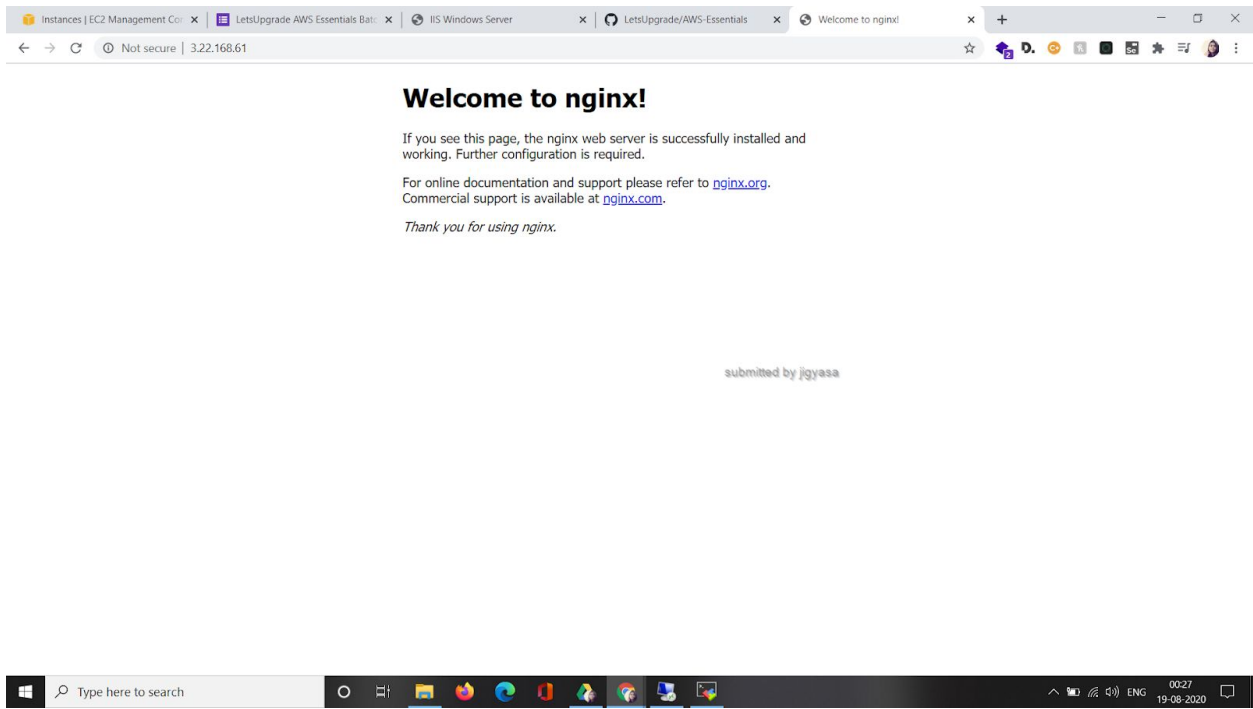 Instances | EC2 Management Con
LetsUpgrade AWS Essentials Batc
IIS Windows Server
LetsUpgrade/AWS-Essentials
Welcome to nginx!
Not secure | 3.22.168.61
Welcome to nginx!
If you see this page, the nginx web server is successfully installed and
working. Further configuration is required.
For online documentation and support please refer to nginx.org.
Commercial support is available at nginx.com.
Thank you for using nginx.
submitted by jigyasa
Type here to search
ENG
00:27
19-08-2020